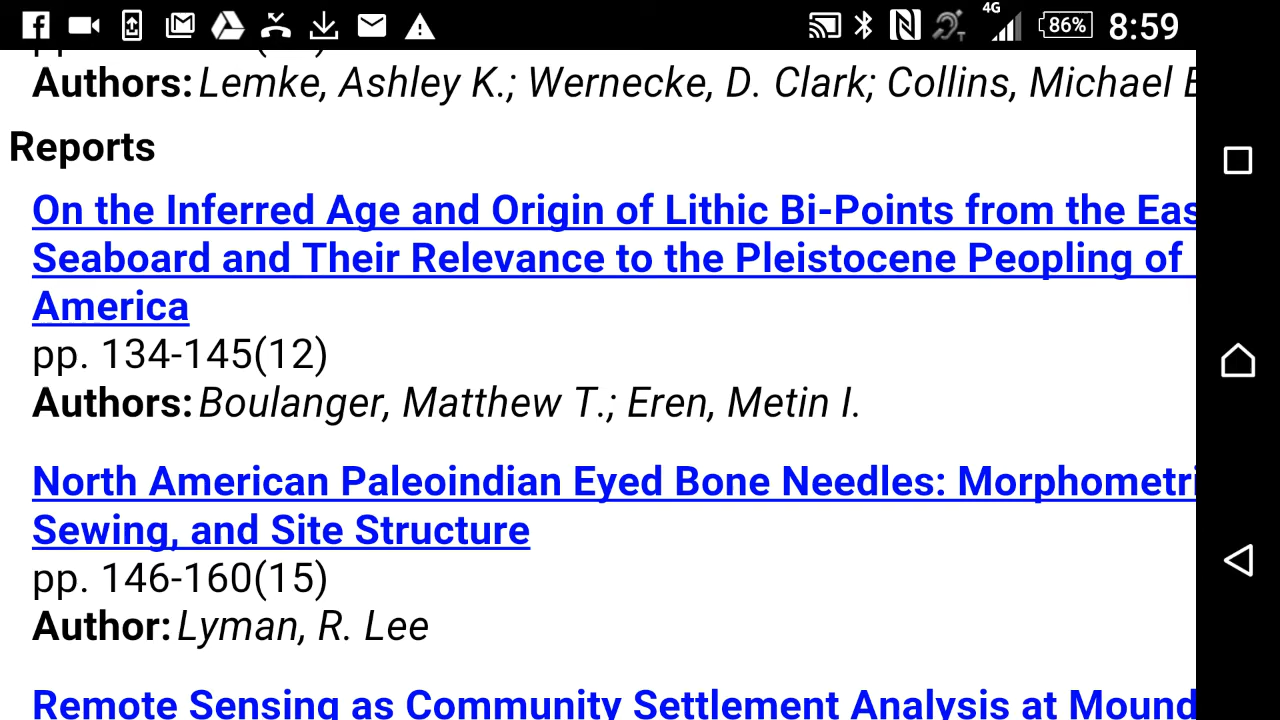 4G 86% 8:59
Authors: Lemke, Ashley K.; Wernecke, D. Clark; Collins, Michael
Reports
On the Inferred Age and Origin of Lithic Bi-Points from the Eas
Seaboard and Their Relevance to the Pleistocene Peopling of
America
pp. 134-145(12)
Authors: Boulanger, Matthew T.; Eren, Metin I.
North American Paleoindian Eyed Bone Needles: Morphometri
Sewing, and Site Structure
pp. 146-160(15)
Author: Lyman, R. Lee
Remote Sensing as Community Settlement Analysis at Mound